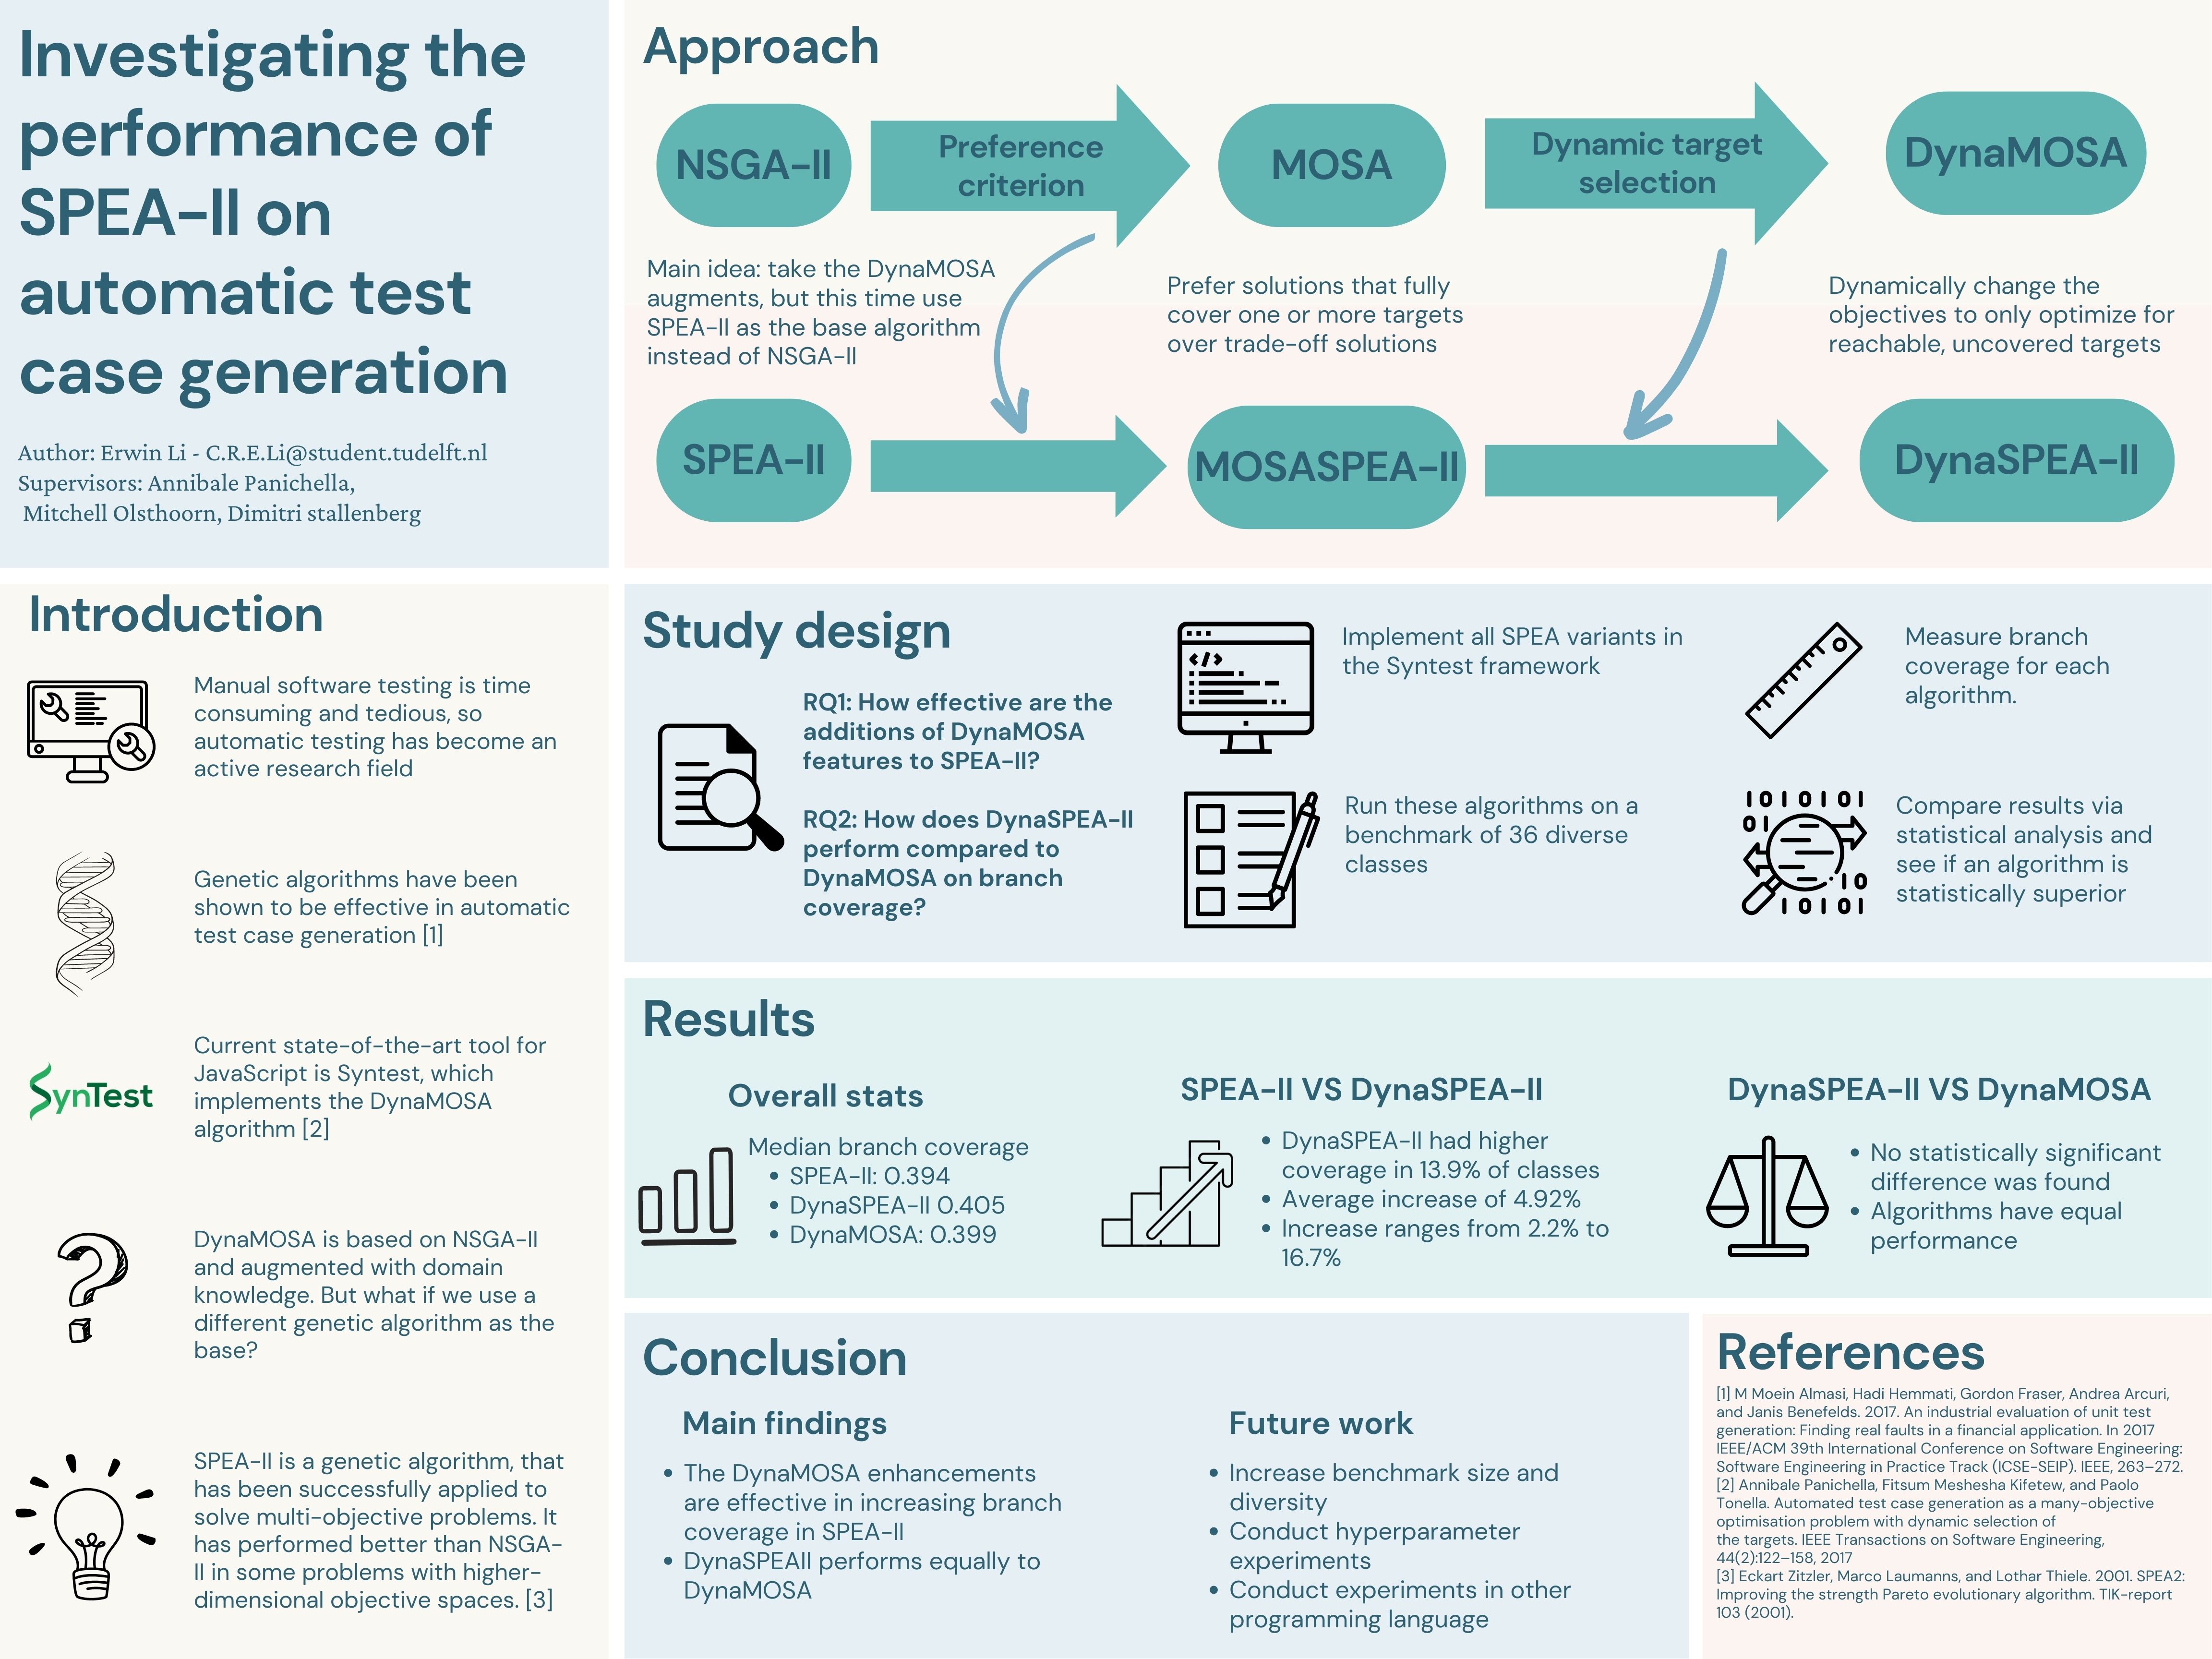 Investigating the
performance of
SPEA-II on
automatic test
case generation
Author: Erwin Li - C.R.E.Li@student.tudelft.nl
Supervisors: Annibale Panichella,
Mitchell Olsthoorn, Dimitri stallenberg
Approach
NSGA-II
Preference
criterion
MOSA
Dynamic target
selection
DynaMOSA
Main idea: take the DynaMOSA
augments, but this time use
SPEA-II as the base algorithm
instead of NSGA-II
Prefer solutions that fully
cover one or more targets
over trade-off solutions
Dynamically change the
objectives to only optimize for
reachable, uncovered targets
SPEA-II
MOSASPEA-II
DynaSPEA-II
Introduction
Manual software testing is time
consuming and tedious, so
automatic testing has become an
active research field
Genetic algorithms have been
shown to be effective in automatic
test case generation [1]
SynTest
Current state-of-the-art tool for
JavaScript is Syntest, which
implements the DynaMOSA
algorithm [2]
DynaMOSA is based on NSGA-II
and augmented with domain
knowledge. But what if we use a
different genetic algorithm as the
base?
SPEA-II is a genetic algorithm, that
has been successfully applied to
solve multi-objective problems. It
has performed better than NSGA-
II in some problems with higher-
dimensional objective spaces. [3]
Study design
RQ1: How effective are the
additions of DynaMOSA
features to SPEA-II?
RQ2: How does DynaSPEA-II
perform compared to
DynaMOSA on branch
coverage?
Implement all SPEA variants in
the Syntest framework
Run these algorithms on a
benchmark of 36 diverse
classes
Measure branch
coverage for each
algorithm.
1010101
01
10
10101
Compare results via
statistical analysis and
see if an algorithm is
statistically superior
Results
Overall stats
Median branch coverage
• SPEA-II: 0.394
• DynaSPEA-II 0.405
• DynaMOSA: 0.399
SPEA-II VS DynaSPEA-II
• DynaSPEA-II had higher
coverage in 13.9% of classes
• Average increase of 4.92%
• Increase ranges from 2.2% to
16.7%
DynaSPEA-II VS DynaMOSA
• No statistically significant
difference was found
• Algorithms have equal
performance
Conclusion
Main findings
• The DynaMOSA enhancements
are effective in increasing branch
coverage in SPEA-II
• DynaSPEAII performs equally to
DynaMOSA
Future work
• Increase benchmark size and
diversity
• Conduct hyperparameter
experiments
• Conduct experiments in other
programming language
References
[1] M Moein Almasi, Hadi Hemmati, Gordon Fraser, Andrea Arcuri,
and Janis Benefelds. 2017. An industrial evaluation of unit test
generation: Finding real faults in a financial application. In 2017
IEEE/ACM 39th International Conference on Software Engineering:
Software Engineering in Practice Track (ICSE-SEIP). IEEE, 263–272.
[2] Annibale Panichella, Fitsum Meshesha Kifetew, and Paolo
Tonella. Automated test case generation as a many-objective
optimisation problem with dynamic selection of
the targets. IEEE Transactions on Software Engineering,
44(2):122–158, 2017
[3] Eckart Zitzler, Marco Laumanns, and Lothar Thiele. 2001. SPEA2:
Improving the strength Pareto evolutionary algorithm. TIK-report
103 (2001).